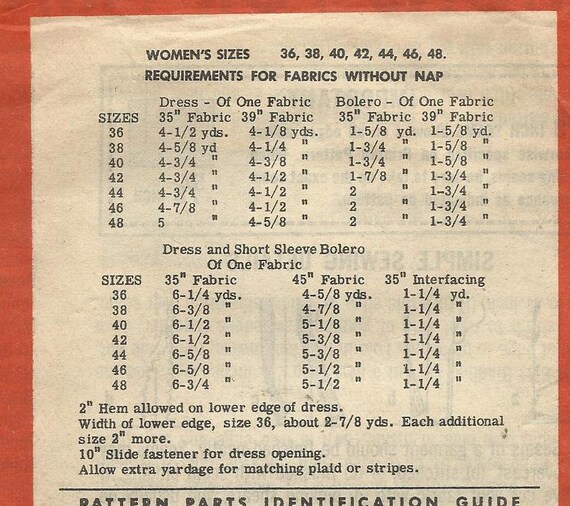 WOMEN'S SIZES 36, 38, 40, 42, 44, 46, 48.
REQUIREMENTS FOR FABRICS WITHOUT NAP
Dress - Of One Fabric Bolero - Of One Fabric
SIZES 35" Fabric 39" Fabric 35" Fabric 39" Fabric
36 4-1/2 yds. 4-1/8 yds. 1-5/8 yd. 1-5/8 yd.
38 4-5/8 yd 4-1/4 " 1-3/4 " 1-5/8 "
40 4-3/4 " 4-3/8 " 1-3/4 " 1-5/8 "
42 4-3/4 " 4-1/2 " 1-7/8 " 1-3/4 "
44 4-3/4 " 4-1/2 " 2 " 1-3/4 "
46 4-7/8 " 4-1/2 " 2 " 1-3/4 "
48 5 " 4-5/8 " 2 " 1-3/4 "
Dress and Short Sleeve Bolero
Of One Fabric
SIZES 35" Fabric 45" Fabric 35" Interfacing
36 6-1/4 yds. 4-5/8 yds. 1-1/4 yd.
38 6-3/8 " 4-7/8 " 1-1/4 "
40 6-1/2 " 5-1/8 " 1-1/4 "
42 6-1/2 " 5-3/8 " 1-1/4 "
44 6-5/8 " 5-3/8 " 1-1/4 "
46 6-5/8 " 5-1/2 " 1-1/4 "
48 6-3/4 " 5-1/2 " 1-1/4 "
2" Hem allowed on lower edge of dress.
Width of lower edge, size 36, about 2-7/8 yds. Each additional
size 2" more.
10" Slide fastener for dress opening.
Allow extra yardage for matching plaid or stripes.
PATTERN PARTS IDENTIFICATION GUIDE